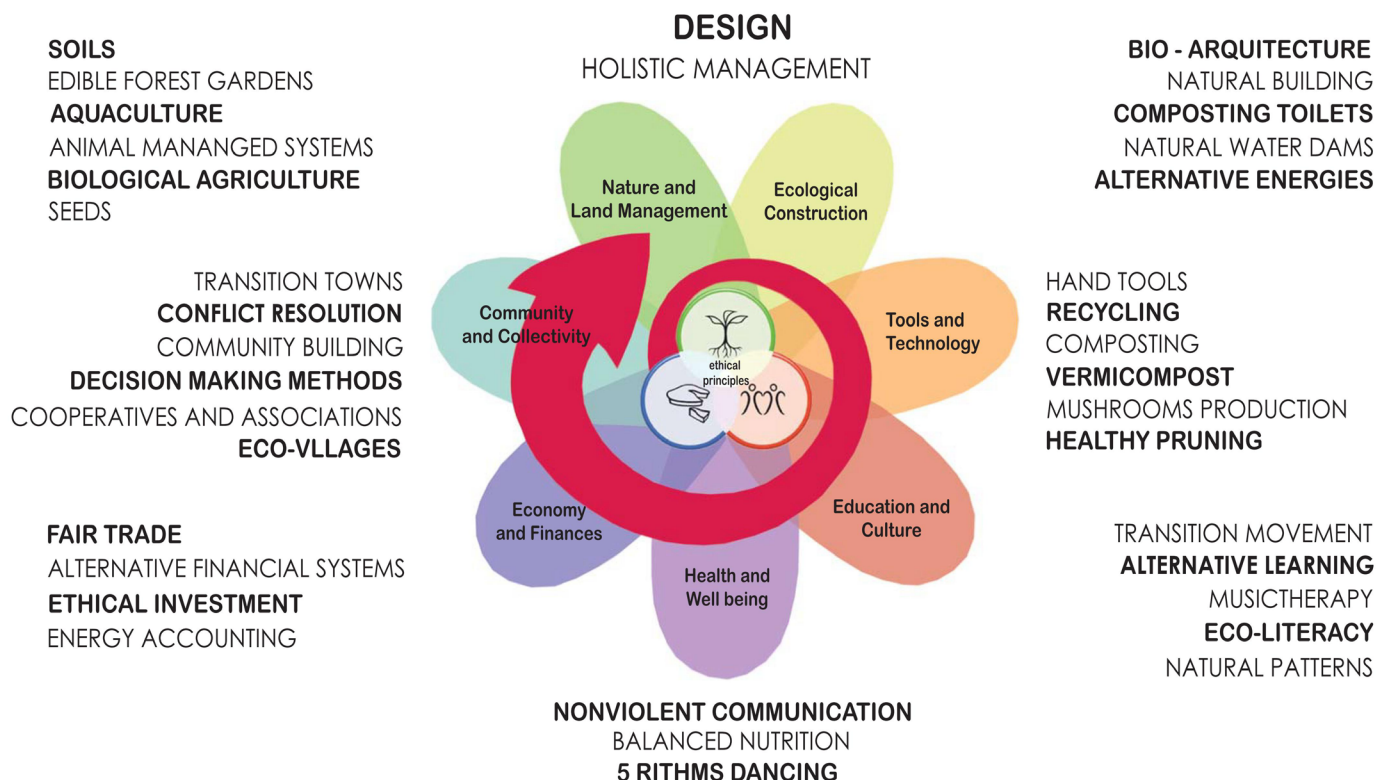 DESIGN
HOLISTIC MANAGEMENT
SOILS
EDIBLE FOREST GARDENS
AQUACULTURE
ANIMAL MANANGED SYSTEMS
BIOLOGICAL AGRICULTURE
SEEDS
BIO - ARQUITECTURE
NATURAL BUILDING
COMPOSTING TOILETS
NATURAL WATER DAMS
ALTERNATIVE ENERGIES
Nature and
Land Management
Ecological
Construction
TRANSITION TOWNS
CONFLICT RESOLUTION
COMMUNITY BUILDING
DECISION MAKING METHODS
COOPERATIVES AND ASSOCIATIONS
ECO-VLLAGES
Community
and Collectivity
ethical
principles
Tools and
Technology
HAND TOOLS
RECYCLING
COMPOSTING
VERMICOMPOST
MUSHROOMS PRODUCTION
HEALTHY PRUNING
FAIR TRADE
ALTERNATIVE FINANCIAL SYSTEMS
ETHICAL INVESTMENT
ENERGY ACCOUNTING
Economy
and Finances
Health and
Well being
Education and
Culture
TRANSITION MOVEMENT
ALTERNATIVE LEARNING
MUSICTHERAPY
ECO-LITERACY
NATURAL PATTERNS
NONVIOLENT COMMUNICATION
BALANCED NUTRITION
5 RITHMS DANCING